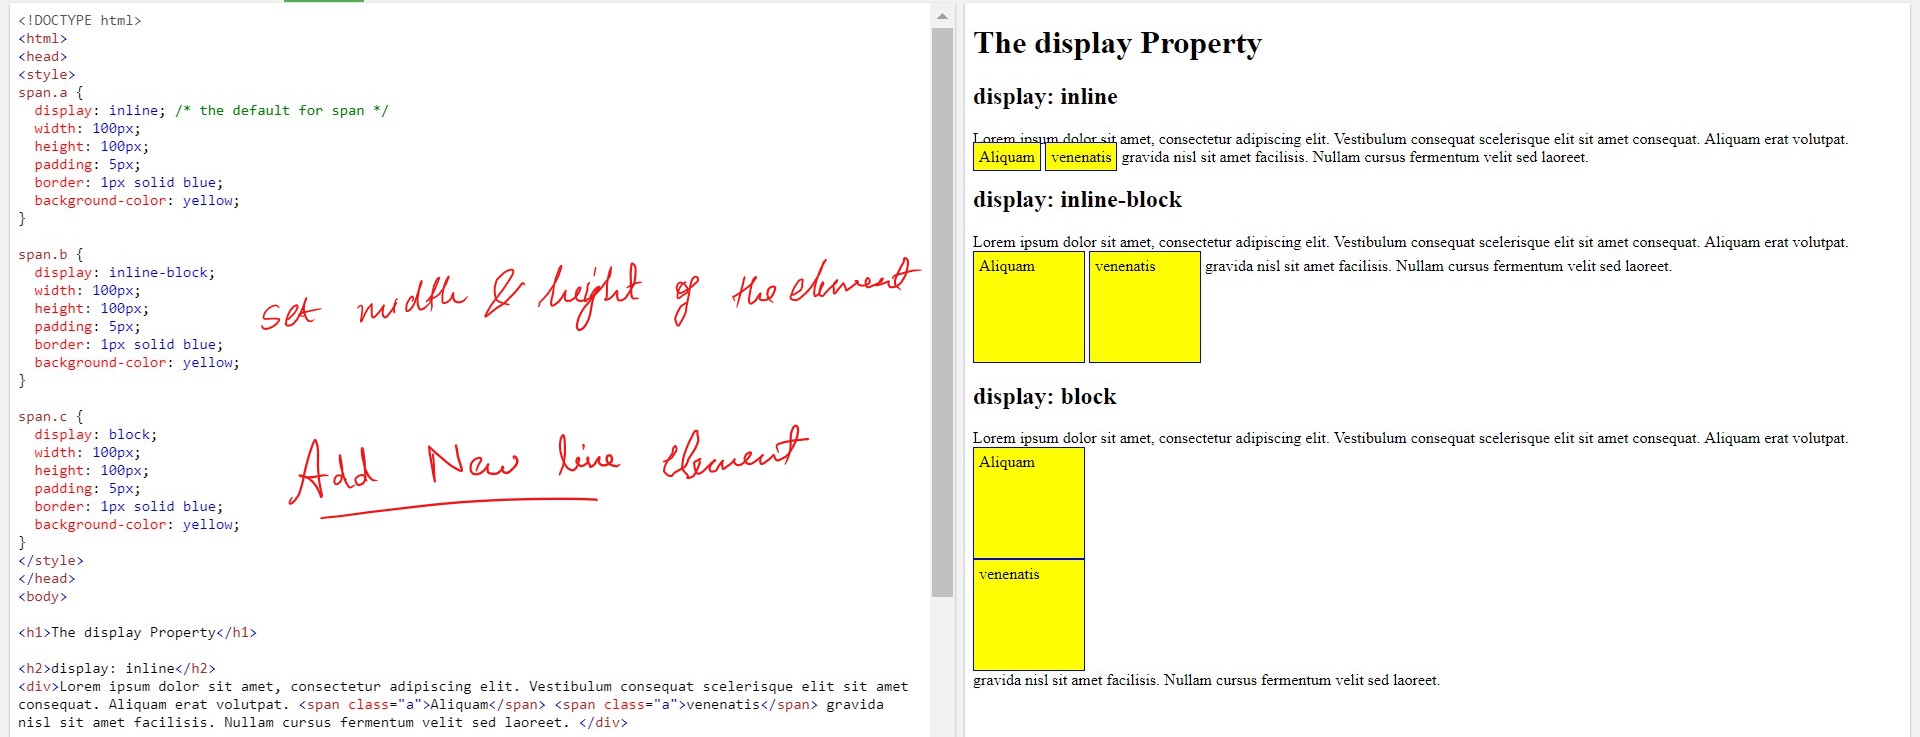 <!DOCTYPE html>
<html>
<head>
<style>
span.a {
  display: inline; /* the default for span */
  width: 100px;
  height: 100px;
  padding: 5px;
  border: 1px solid blue;
  background-color: yellow;
}
span.b {
  display: inline-block;
  width: 100px;
  height: 100px;
  padding: 5px;
  border: 1px solid blue;
  background-color: yellow;
}
set width & height of the element
span.c {
  display: block;
  width: 100px;
  height: 100px;
  padding: 5px;
  border: 1px solid blue;
  background-color: yellow;
}
Add New line element
</style>
</head>
<body>
<h1>The display Property</h1>
<h2>display: inline</h2>
<div>Lorem ipsum dolor sit amet, consectetur adipiscing elit. Vestibulum consequat scelerisque elit sit amet
consequat. Aliquam erat volutpat. <span class="a">Aliquam</span> <span class="a">venenatis</span> gravida
nisl sit amet facilisis. Nullam cursus fermentum velit sed laoreet. </div>
The display Property
display: inline
Lorem ipsum dolor sit amet, consectetur adipiscing elit. Vestibulum consequat scelerisque elit sit amet consequat. Aliquam erat volutpat.
Aliquam venenatis gravida nisl sit amet facilisis. Nullam cursus fermentum velit sed laoreet.
display: inline-block
Lorem ipsum dolor sit amet, consectetur adipiscing elit. Vestibulum consequat scelerisque elit sit amet consequat. Aliquam erat volutpat.
Aliquam venenatis gravida nisl sit amet facilisis. Nullam cursus fermentum velit sed laoreet.
display: block
Lorem ipsum dolor sit amet, consectetur adipiscing elit. Vestibulum consequat scelerisque elit sit amet consequat. Aliquam erat volutpat.
Aliquam
venenatis
gravida nisl sit amet facilisis. Nullam cursus fermentum velit sed laoreet.